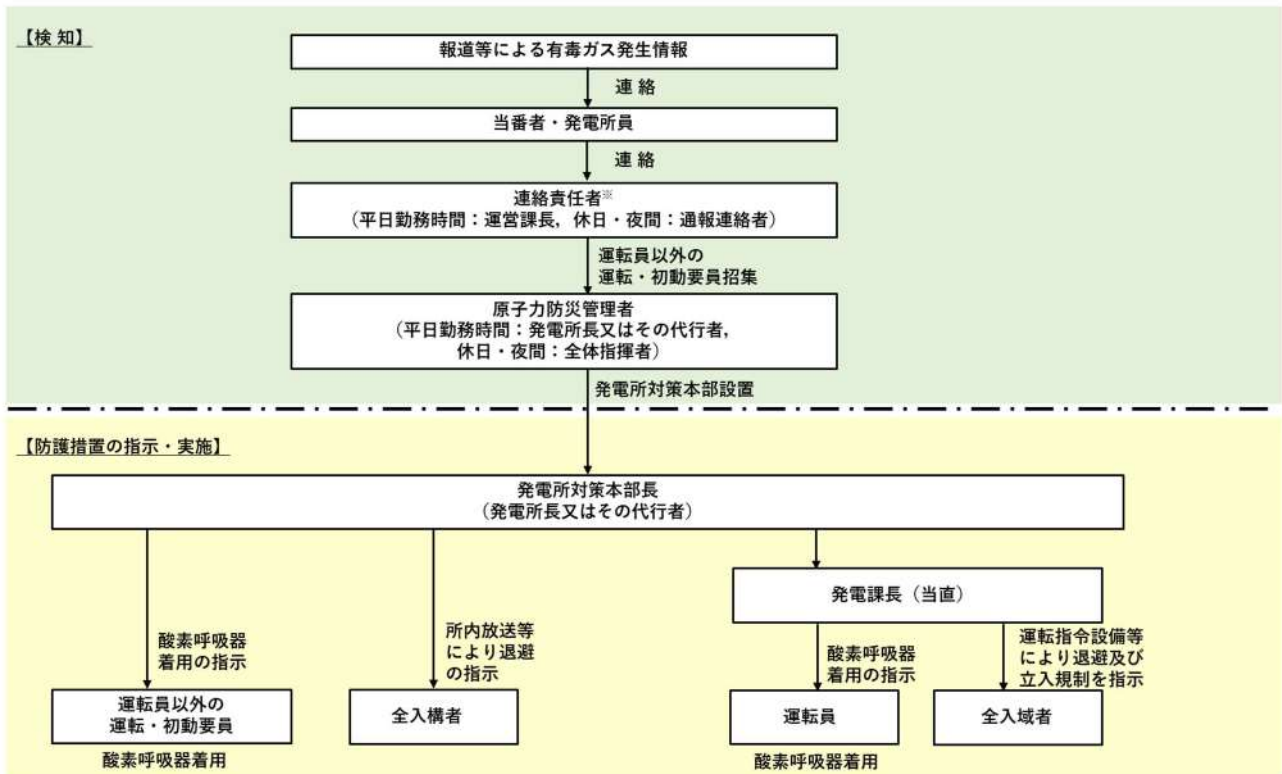 【検 知】
報道等による有毒ガス発生情報
連 絡
当番者・発電所員
連 絡
連絡責任者※
（平日勤務時間：運営課長，休日・夜間：通報連絡者）
運転員以外の
運転・初動要員招集
原子力防災管理者
（平日勤務時間：発電所長又はその代行者，
休日・夜間：全体指揮者）
発電所対策本部設置
【防護措置の指示・実施】
発電所対策本部長
（発電所長又はその代行者）
発電課長（当直）
酸素呼吸器
着用の指示
所内放送等
により退避
の指示
酸素呼吸器
着用の指示
運転指令設備等
により退避及び
立入規制を指示
運転員以外の
運転・初動要員
全入構者
運転員
全入域者
酸素呼吸器着用
酸素呼吸器着用